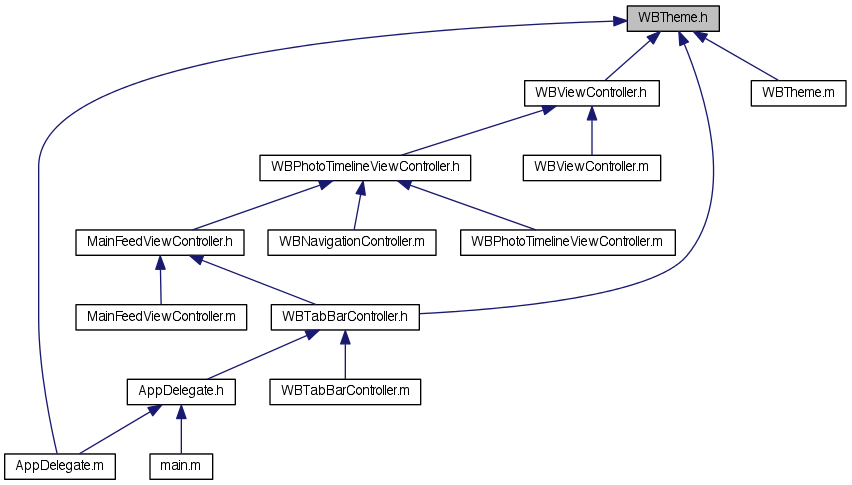 WBTheme.h
WBViewController.h
WBTheme.m
WBPhotoTimelineViewController.h
WBViewController.m
MainFeedViewController.h
WBNavigationController.m
WBPhotoTimelineViewController.m
MainFeedViewController.m
WBTabBarController.h
AppDelegate.h
WBTabBarController.m
AppDelegate.m
main.m